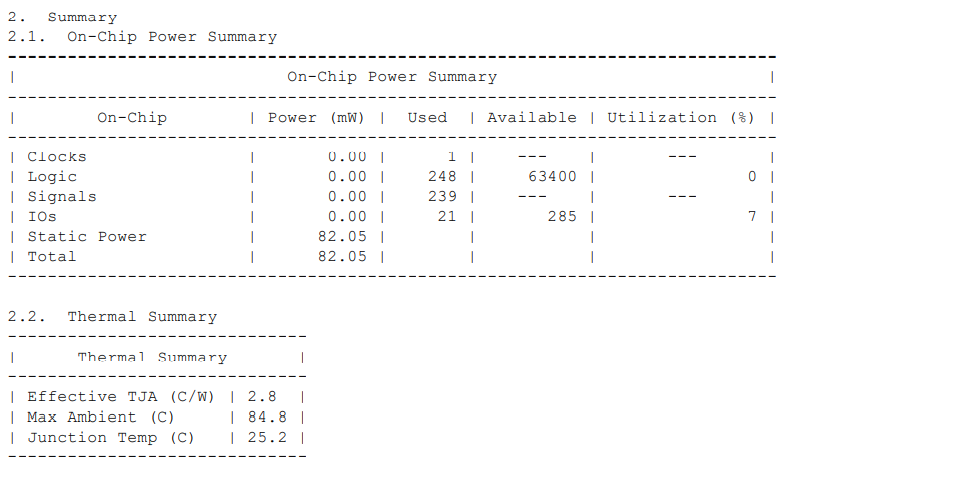 2.  Summary
2.1.  On-Chip Power Summary
-----------------------------------------------------------------------------
|                           On-Chip Power Summary                           |
-----------------------------------------------------------------------------
|        On-Chip        | Power (mW) |  Used  | Available | Utilization (%) |
-----------------------------------------------------------------------------
| Clocks                |       0.00 |      1 |    ---    |       ---       |
| Logic                 |       0.00 |    248 |     63400 |               0 |
| Signals               |       0.00 |    239 |    ---    |       ---       |
| IOs                   |       0.00 |     21 |       285 |               7 |
| Static Power          |      82.05 |        |           |                 |
| Total                 |      82.05 |        |           |                 |
-----------------------------------------------------------------------------
2.2.  Thermal Summary
------------------------------
|      Thermal Summary       |
------------------------------
| Effective TJA (C/W) | 2.8  |
| Max Ambient (C)     | 84.8 |
| Junction Temp (C)   | 25.2 |
------------------------------